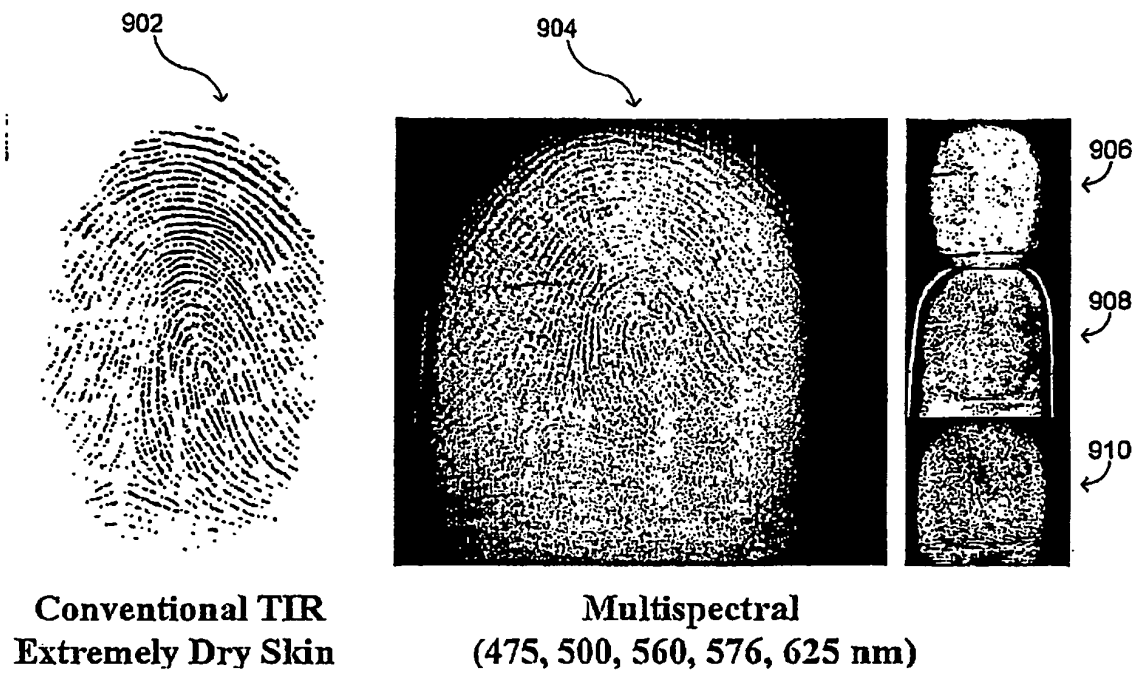 902
904
906
908
910
Conventional TIR
Extremely Dry Skin
Multispectral
(475, 500, 560, 576, 625 nm)